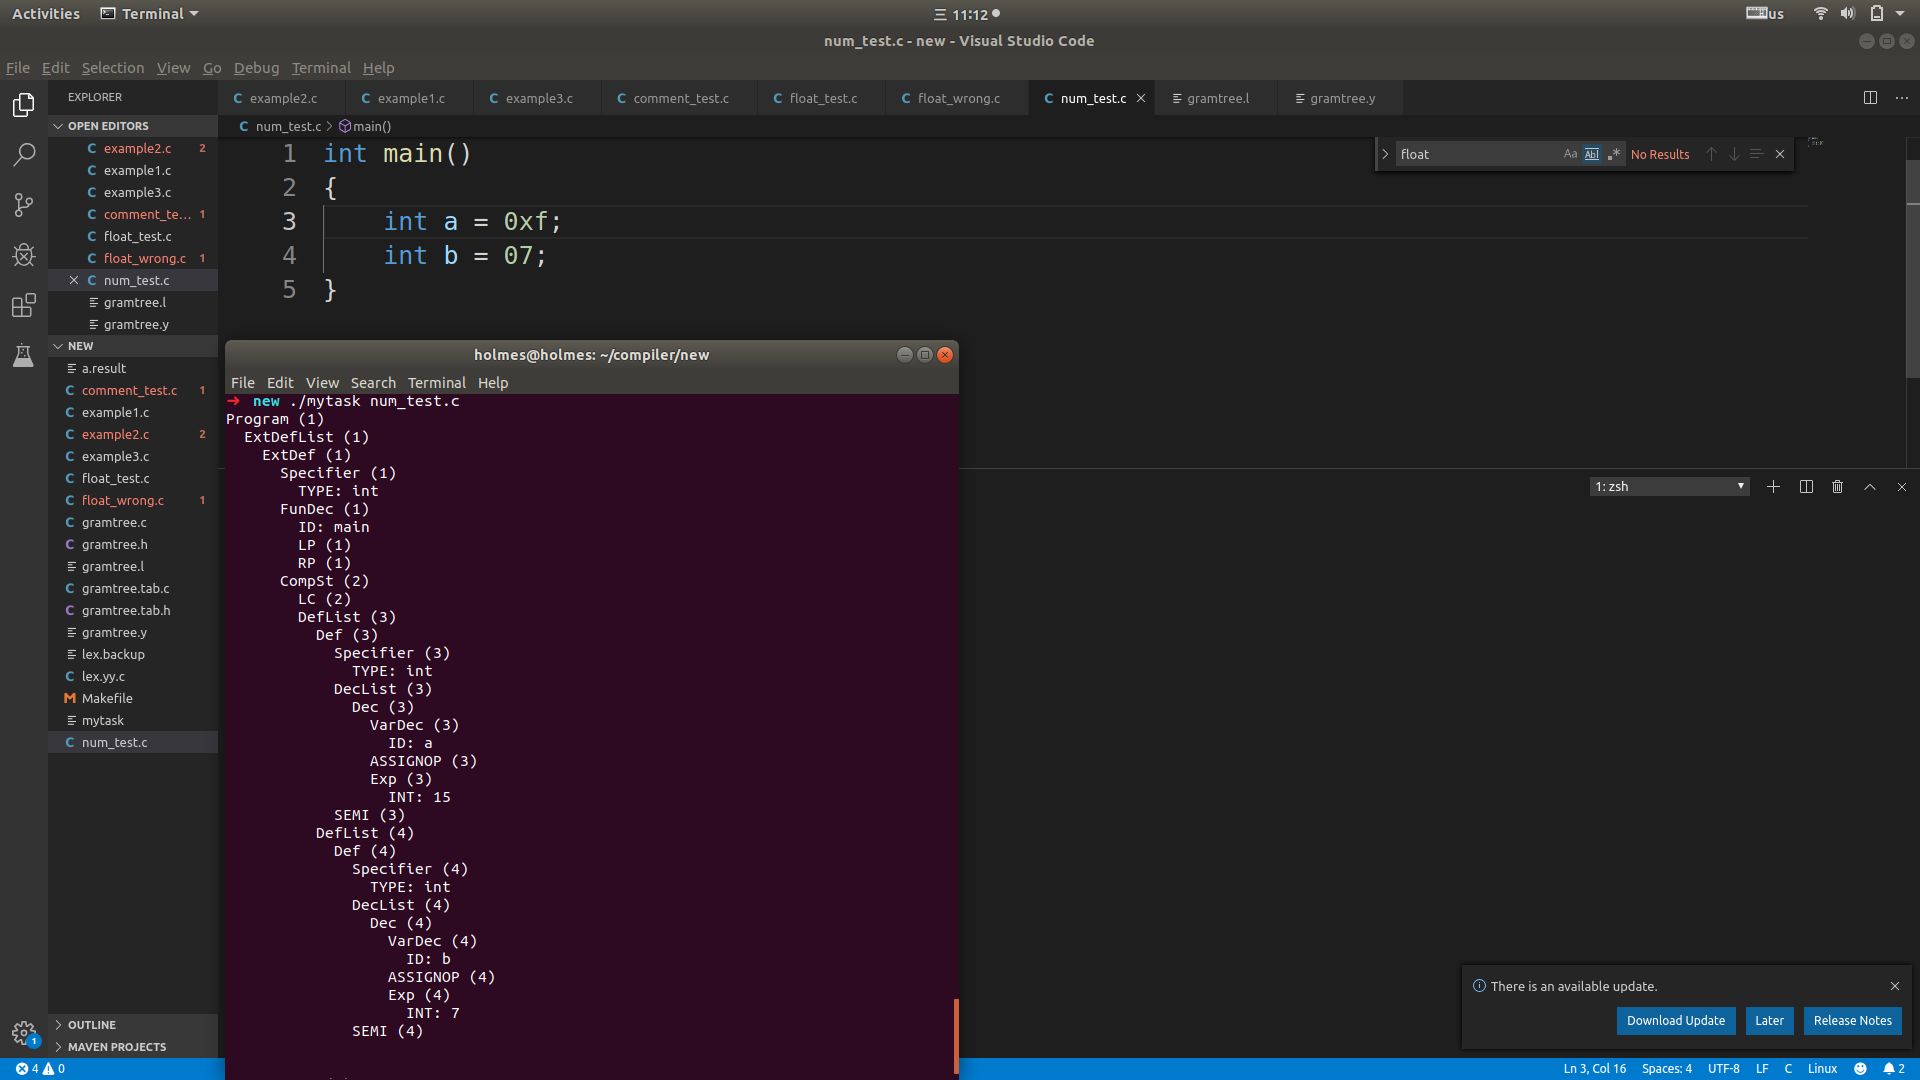 Activities Terminal 三 11:12 us
num_test.c - new - Visual Studio Code
File Edit Selection View Go Debug Terminal Help
EXPLORER
OPEN EDITORS
example2.c 2
example1.c
example3.c
comment_te... 1
float_test.c
float_wrong.c 1
num_test.c
gramtree.l
gramtree.y
NEW
a.result
comment_test.c 1
example1.c
example2.c 2
example3.c
float_test.c
float_wrong.c 1
gramtree.c
gramtree.h
gramtree.l
gramtree.tab.c
gramtree.tab.h
gramtree.y
lex.backup
lex.yy.c
Makefile
mytask
num_test.c
OUTLINE
MAVEN PROJECTS
example2.c example1.c example3.c comment_test.c float_test.c float_wrong.c num_test.c gramtree.l gramtree.y
num_test.c > main()
float Aa Abl .* No Results
1 int main()
2 {
3 int a = 0xf;
4 int b = 07;
5 }
1: zsh
holmes@holmes: ~/compiler/new
File Edit View Search Terminal Help
➜ new ./mytask num_test.c
Program (1)
ExtDefList (1)
ExtDef (1)
Specifier (1)
TYPE: int
FunDec (1)
ID: main
LP (1)
RP (1)
CompSt (2)
LC (2)
DefList (3)
Def (3)
Specifier (3)
TYPE: int
DecList (3)
Dec (3)
VarDec (3)
ID: a
ASSIGNOP (3)
Exp (3)
INT: 15
SEMI (3)
DefList (4)
Def (4)
Specifier (4)
TYPE: int
DecList (4)
Dec (4)
VarDec (4)
ID: b
ASSIGNOP (4)
Exp (4)
INT: 7
SEMI (4)
There is an available update.
Download Update Later Release Notes
1
4 0 Ln 3, Col 16 Spaces: 4 UTF-8 LF C Linux 2